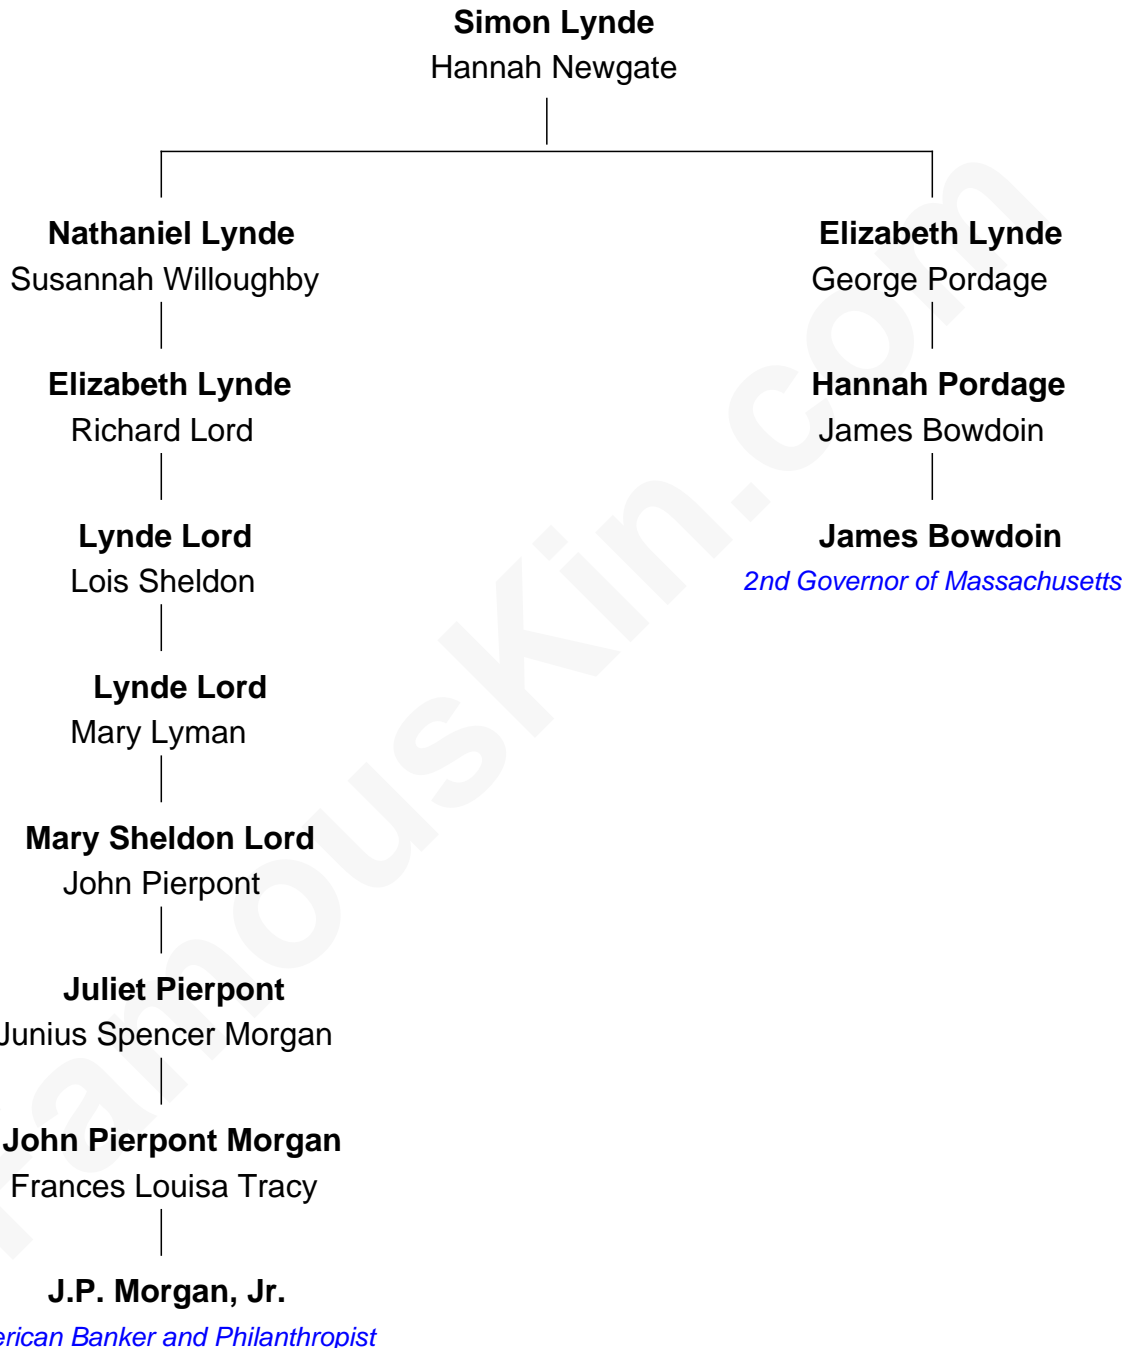 Simon Lynde
Hannah Newgate
Nathaniel Lynde
Susannah Willoughby
Elizabeth Lynde
George Pordage
Elizabeth Lynde
Richard Lord
Hannah Pordage
James Bowdoin
Lynde Lord
Lois Sheldon
James Bowdoin
2nd Governor of Massachusetts
Lynde Lord
Mary Lyman
Mary Sheldon Lord
John Pierpont
Juliet Pierpont
Junius Spencer Morgan
John Pierpont Morgan
Frances Louisa Tracy
J.P. Morgan, Jr.
erican Banker and Philanthropist
FamousKin.com